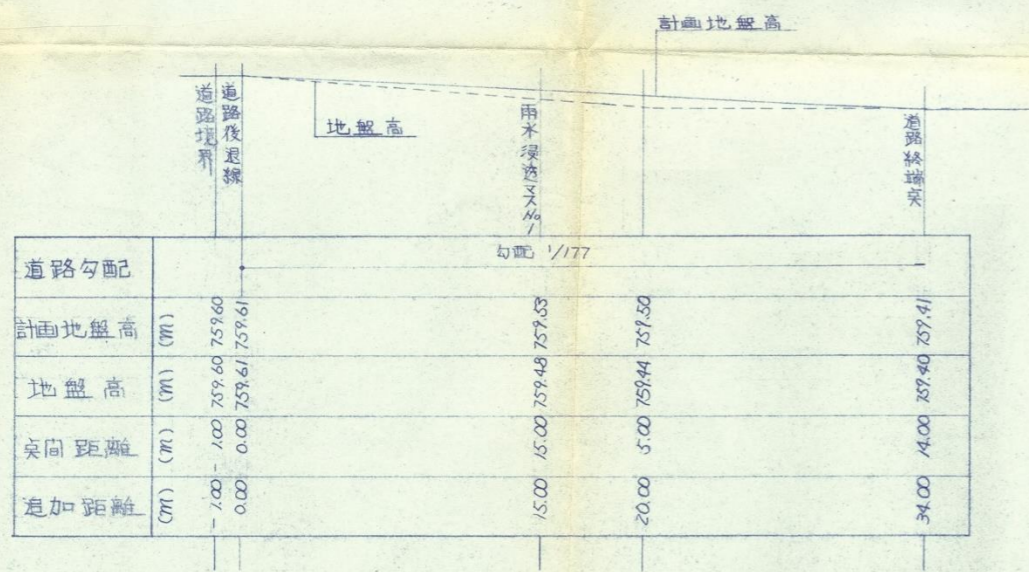 計画地盤高
道路境界
道路後退線
地盤高
雨水浸透マスNo1
道路終端点
道路勾配
勾配 1/177
計画地盤高 (m) 759.60 759.61 759.53 759.50 759.41
地盤高 (m) 759.60 759.61 759.48 759.44 759.40
点間距離 (m) - 1.00 0.00 15.00 5.00 14.00
追加距離 (m) - 1.00 0.00 15.00 20.00 34.00